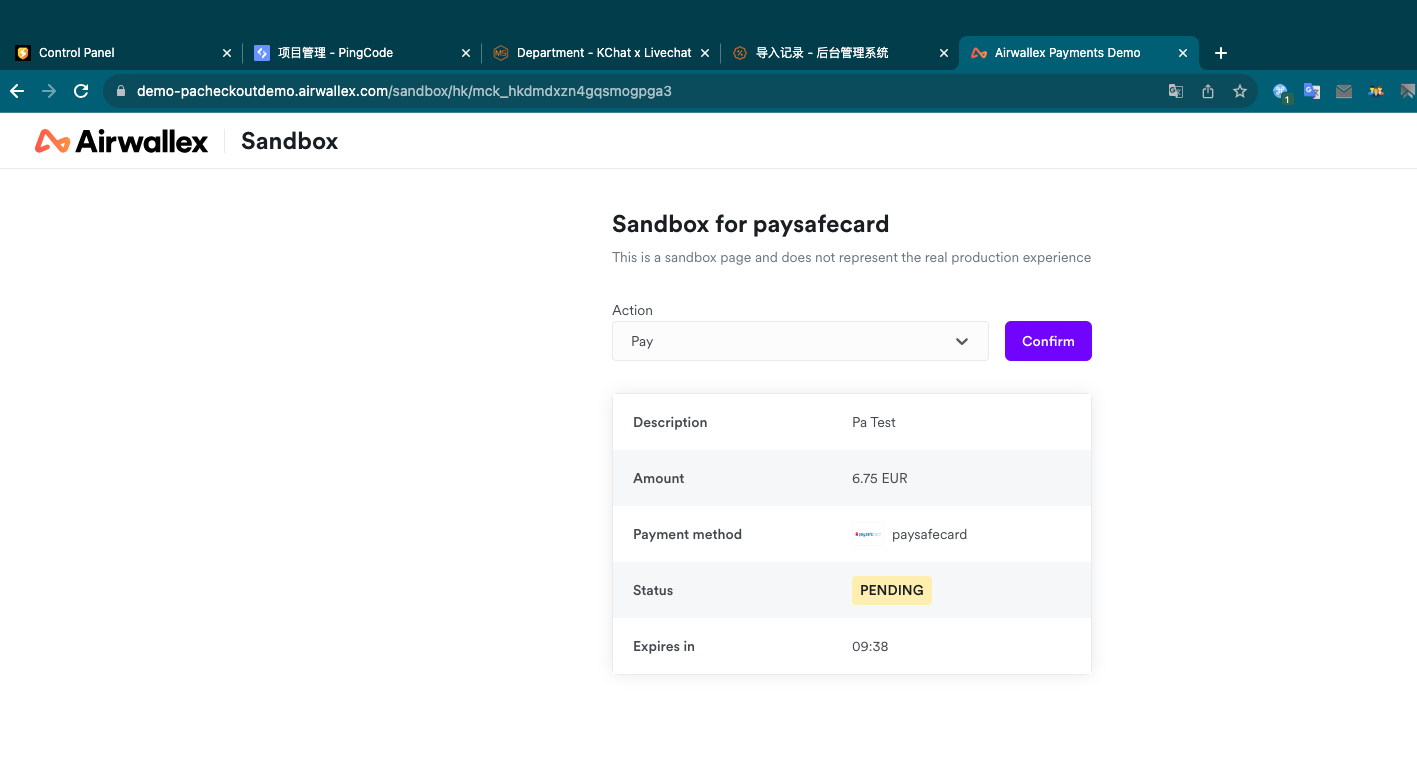 Control Panel
项目管理 - PingCode
Department - KChat x Livechat
导入记录 - 后台管理系统
Airwallex Payments Demo
demo-pacheckoutdemo.airwallex.com/sandbox/hk/mck_hkdmdxzn4gqsmogpga3
1
Airwallex
Sandbox
Sandbox for paysafecard
This is a sandbox page and does not represent the real production experience
Action
Pay
Confirm
Description Pa Test
Amount 6.75 EUR
Payment method paysafecard
Status PENDING
Expires in 09:38